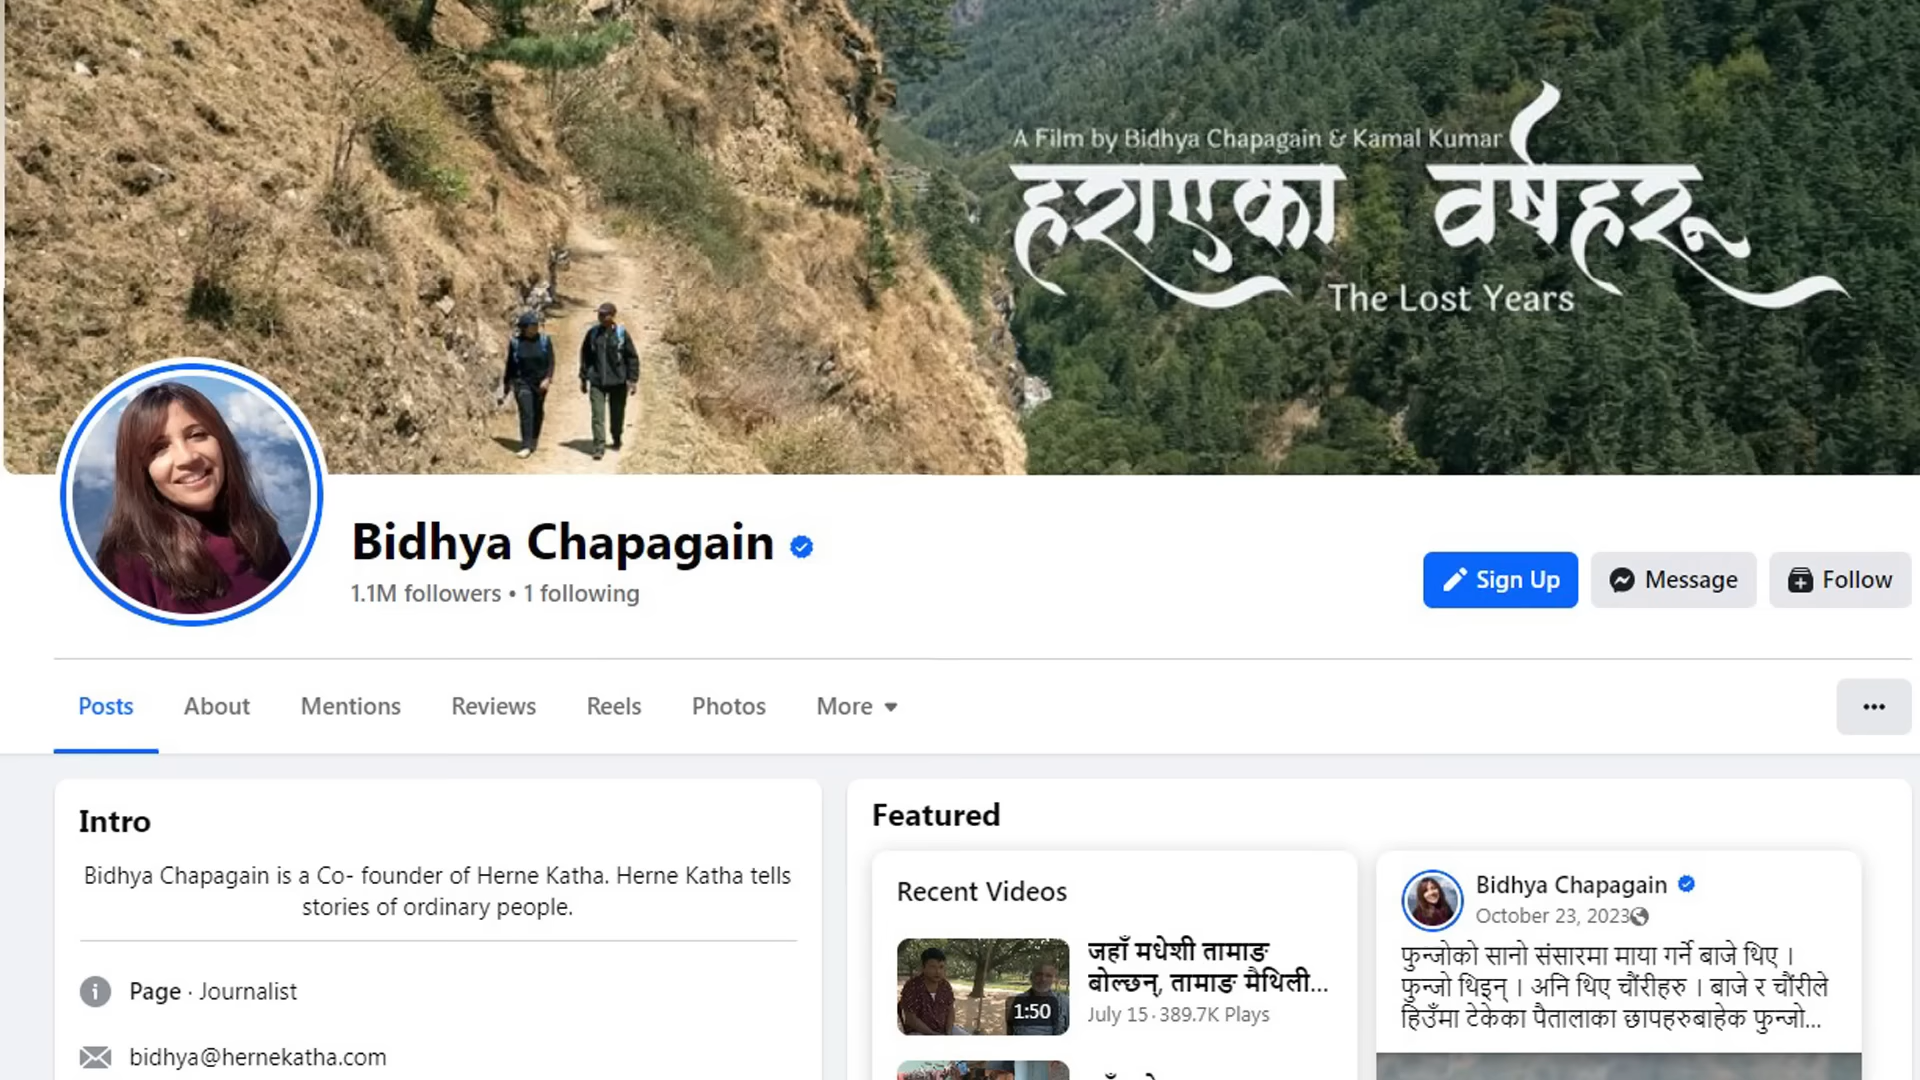 A Film by Bidhya Chapagain & Kamal Kumar
हराएका वर्षहरू
The Lost Years
Bidhya Chapagain
1.1M followers • 1 following
Sign Up
Message
Follow
Posts
About
Mentions
Reviews
Reels
Photos
More
Intro
Bidhya Chapagain is a Co- founder of Herne Katha. Herne Katha tells
stories of ordinary people.
Page · Journalist
bidhya@hernekatha.com
Featured
Recent Videos
जहाँ मधेशी तामाङ
बोल्छन्, तामाङ मैथिली...
1:50
July 15 · 389.7K Plays
Bidhya Chapagain
October 23, 2023
फुन्जोको सानो संसारमा माया गर्ने बाजे थिए ।
फुन्जो थिइन् । अनि थिए चौंरीहरु । बाजे र चौंरीले
हिउँमा टेकेका पैतालाका छापहरुबाहेक फुन्जो...